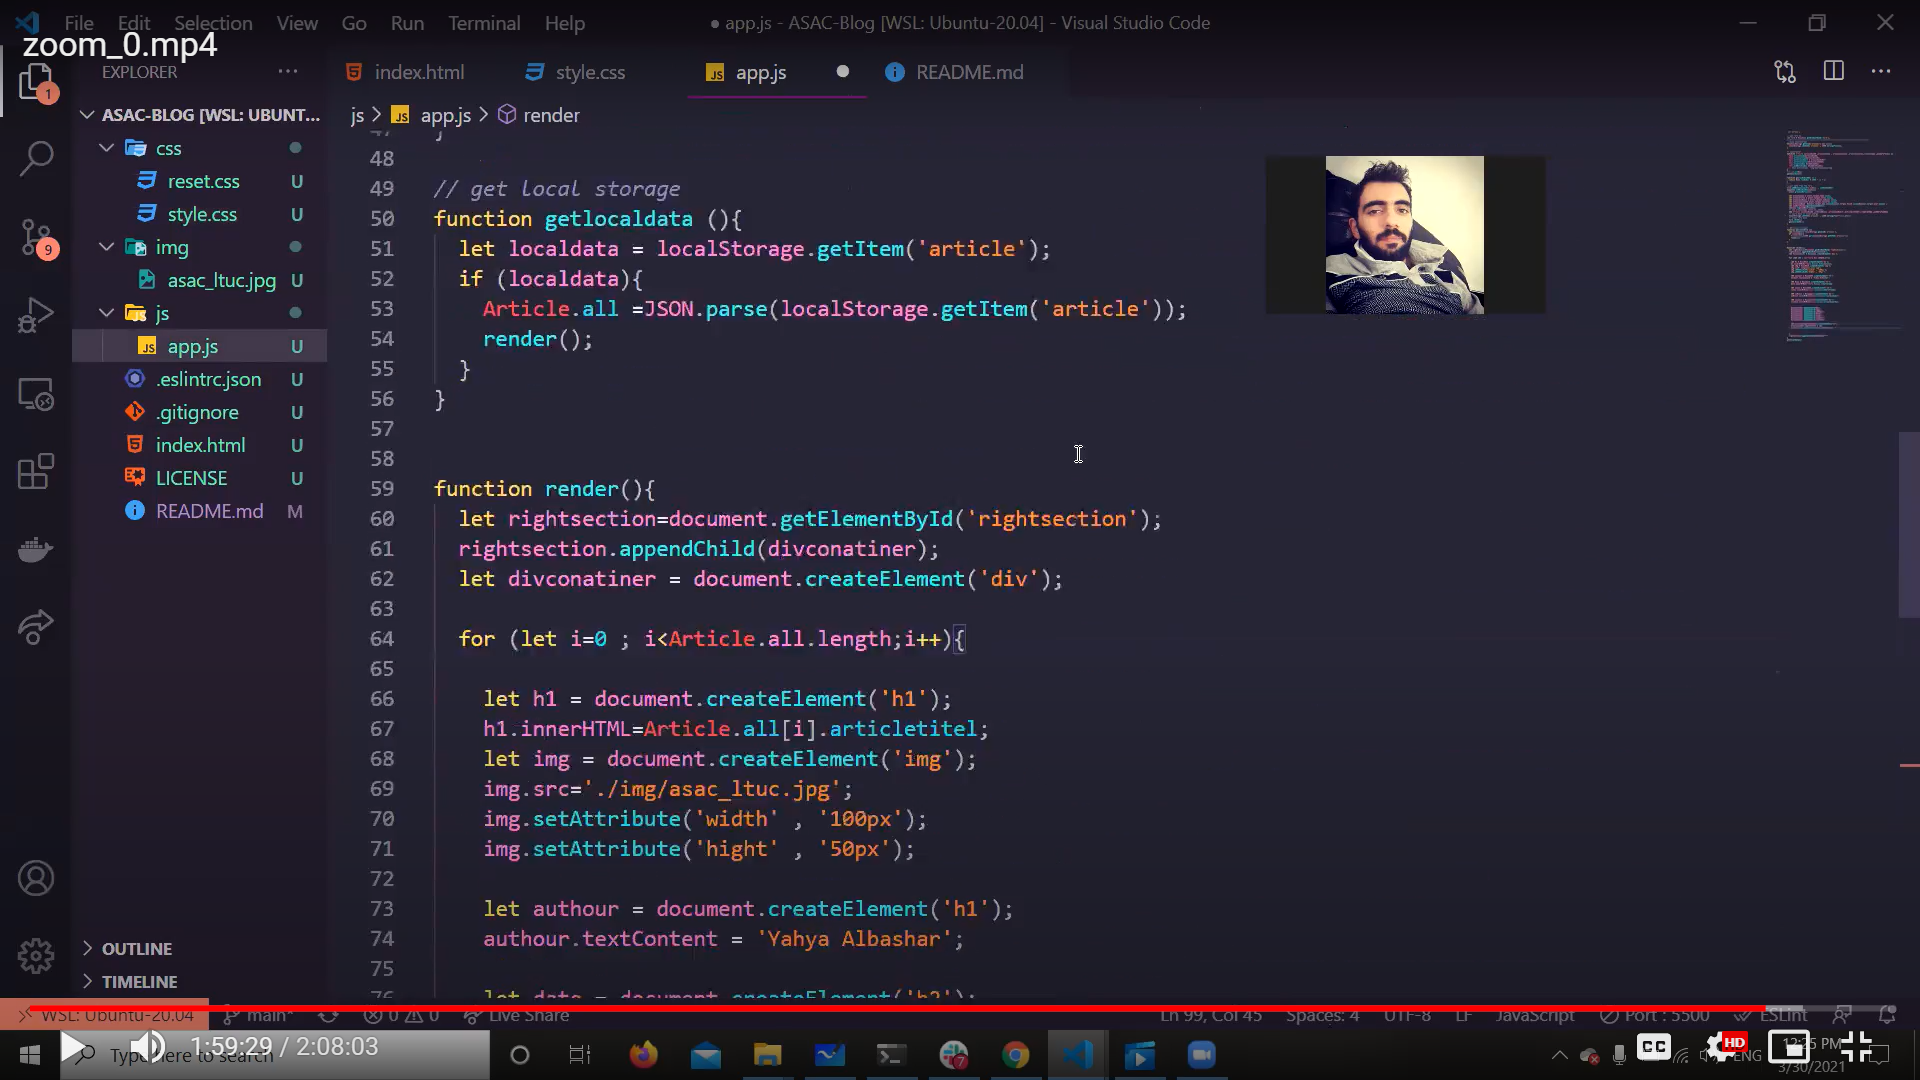 File Edit Selection View Go Run Terminal Help
● app.js - ASAC-Blog [WSL: Ubuntu-20.04] - Visual Studio Code
zoom_0.mp4
EXPLORER
index.html
style.css
app.js
README.md
ASAC-BLOG [WSL: UBUNT...
js > app.js > render
css
reset.css U
style.css U
img
asac_ltuc.jpg U
js
app.js U
.eslintrc.json U
.gitignore U
index.html U
LICENSE U
README.md M
1
9
OUTLINE
TIMELINE
48
49 // get local storage
50 function getlocaldata (){
51 let localdata = localStorage.getItem('article');
52 if (localdata){
53 Article.all =JSON.parse(localStorage.getItem('article'));
54 render();
55 }
56 }
57
58
59 function render(){
60 let rightsection=document.getElementById('rightsection');
61 rightsection.appendChild(divconatiner);
62 let divconatiner = document.createElement('div');
63
64 for (let i=0 ; i<Article.all.length;i++){
65
66 let h1 = document.createElement('h1');
67 h1.innerHTML=Article.all[i].articletitel;
68 let img = document.createElement('img');
69 img.src='./img/asac_ltuc.jpg';
70 img.setAttribute('width' , '100px');
71 img.setAttribute('hight' , '50px');
72
73 let authour = document.createElement('h1');
74 authour.textContent = 'Yahya Albashar';
75
76 let date = document.createElement('h2');
WSL: Ubuntu-20.04 main* 0 0 Live Share
Ln 99, Col 45 Spaces: 4 UTF-8 LF JavaScript Port : 5500 ESLint
Type here to search
1:59:29 / 2:08:03
CC HD
ENG
12:25 PM
3/30/2021